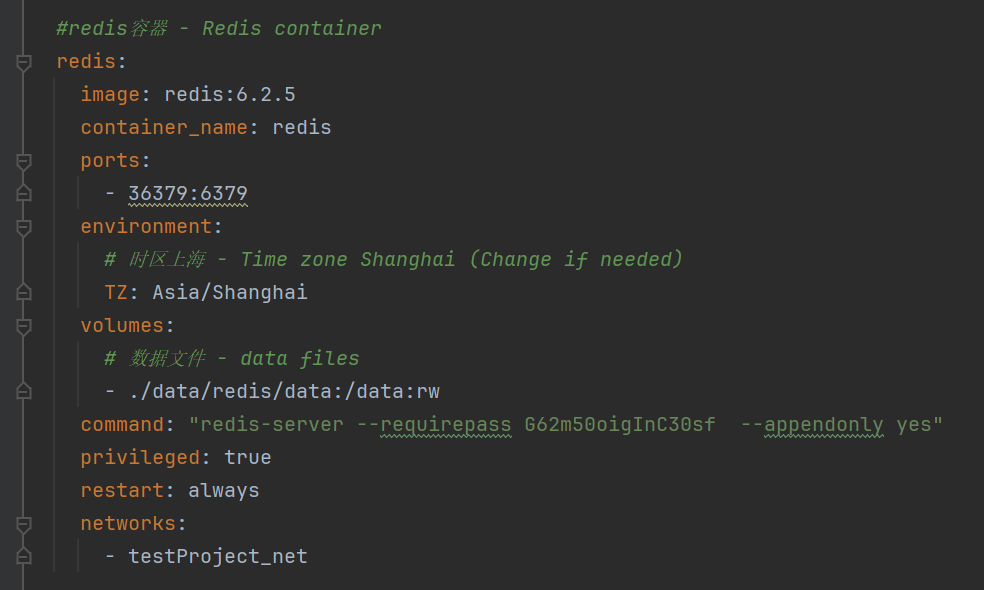 #redis容器 - Redis container
redis:
image: redis:6.2.5
container_name: redis
ports:
- 36379:6379
environment:
# 时区上海 - Time zone Shanghai (Change if needed)
TZ: Asia/Shanghai
volumes:
# 数据文件 - data files
- ./data/redis/data:/data:rw
command: "redis-server --requirepass G62m50oigInC30sf  --appendonly yes"
privileged: true
restart: always
networks:
- testProject_net